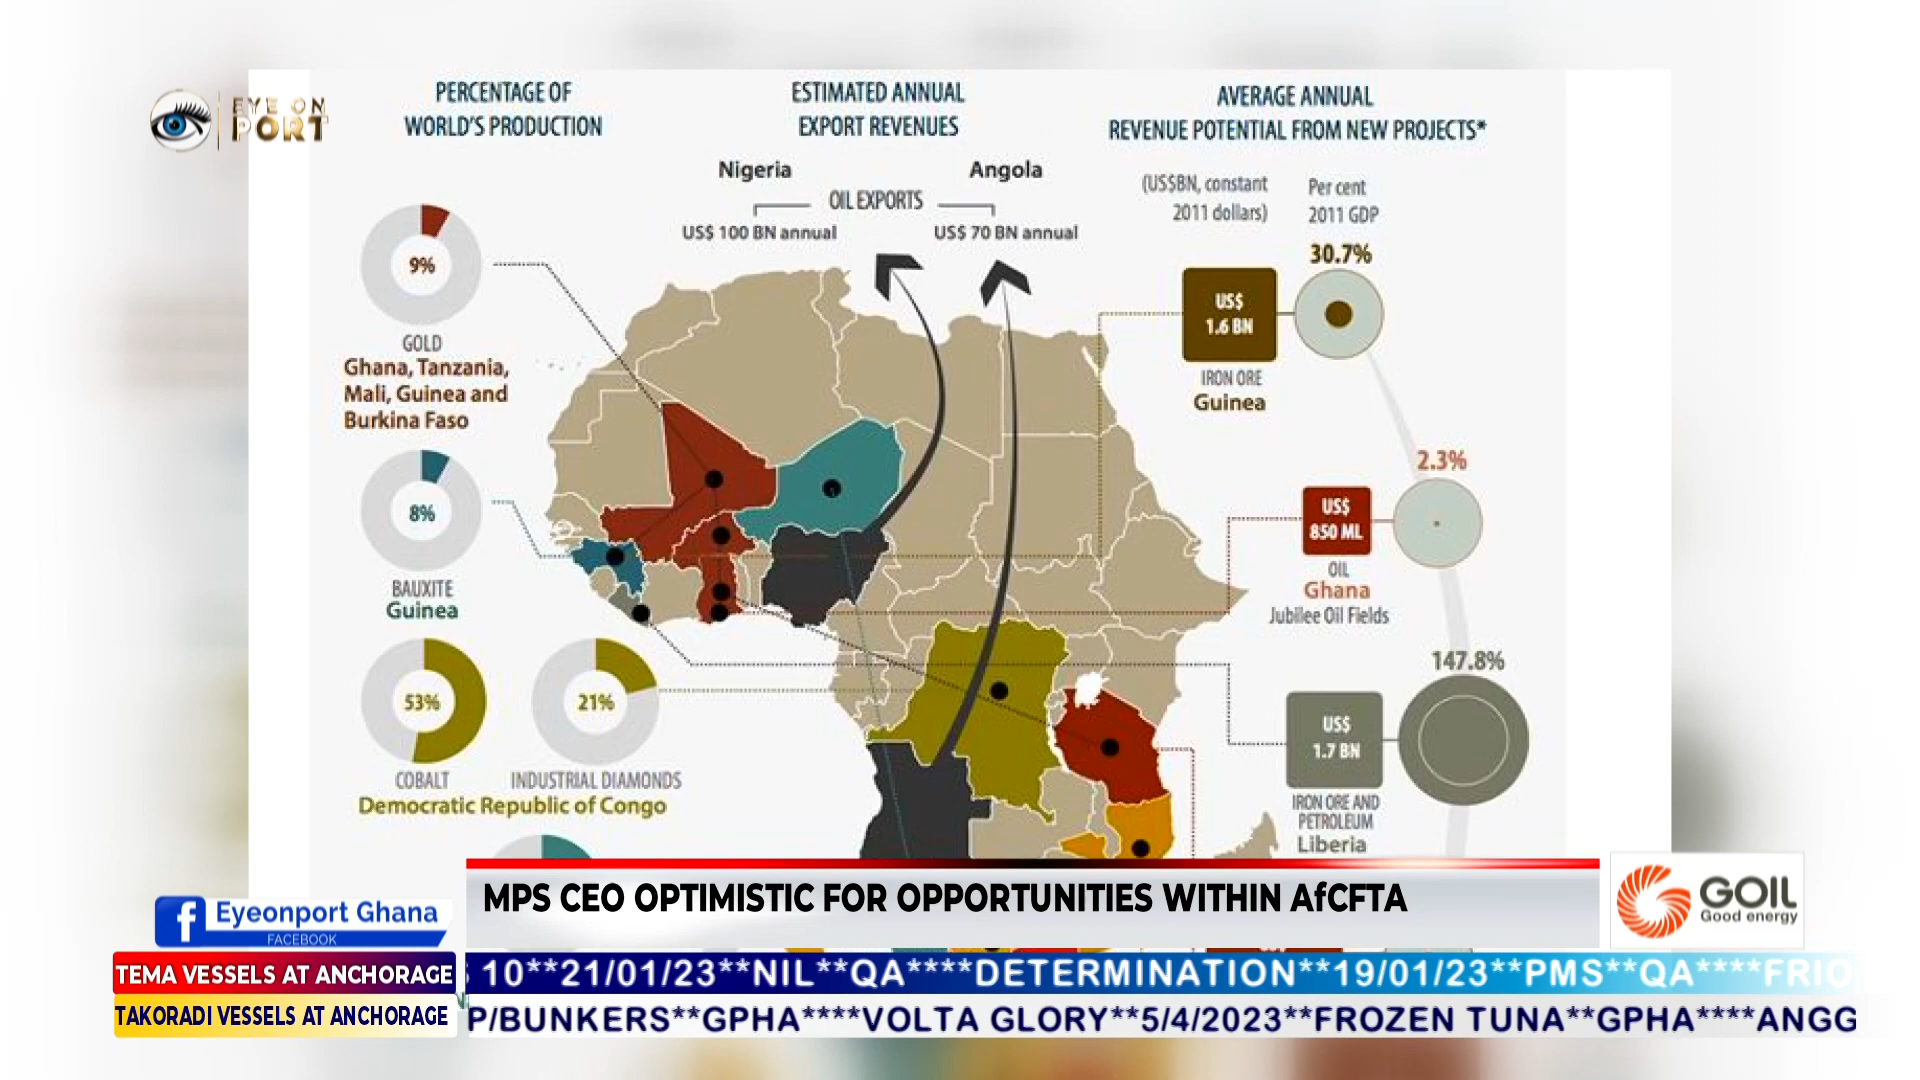 EYE ON
PORT
PERCENTAGE OF
WORLD'S PRODUCTION
9%
GOLD
Ghana, Tanzania,
Mali, Guinea and
Burkina Faso
8%
BAUXITE
Guinea
53%
COBALT
21%
INDUSTRIAL DIAMONDS
Democratic Republic of Congo
ESTIMATED ANNUAL
EXPORT REVENUES
Nigeria
Angola
OIL EXPORTS
US$ 100 BN annual
US$ 70 BN annual
AVERAGE ANNUAL
REVENUE POTENTIAL FROM NEW PROJECTS*
(US$BN, constant
2011 dollars)
Per cent
2011 GDP
30.7%
US$
1.6 BN
IRON ORE
Guinea
2.3%
US$
850 ML
OIL
Ghana
Jubilee Oil Fields
147.8%
US$
1.7 BN
IRON ORE AND
PETROLEUM
Liberia
MPS CEO OPTIMISTIC FOR OPPORTUNITIES WITHIN AfCFTA
GOIL
Good energy
f Eyeonport Ghana
FACEBOOK
TEMA VESSELS AT ANCHORAGE
10**21/01/23**NIL**QA****DETERMINATION**19/01/23**PMS**QA****FRIO
TAKORADI VESSELS AT ANCHORAGE
P/BUNKERS**GPHA****VOLTA GLORY**5/4/2023**FROZEN TUNA**GPHA****ANGG